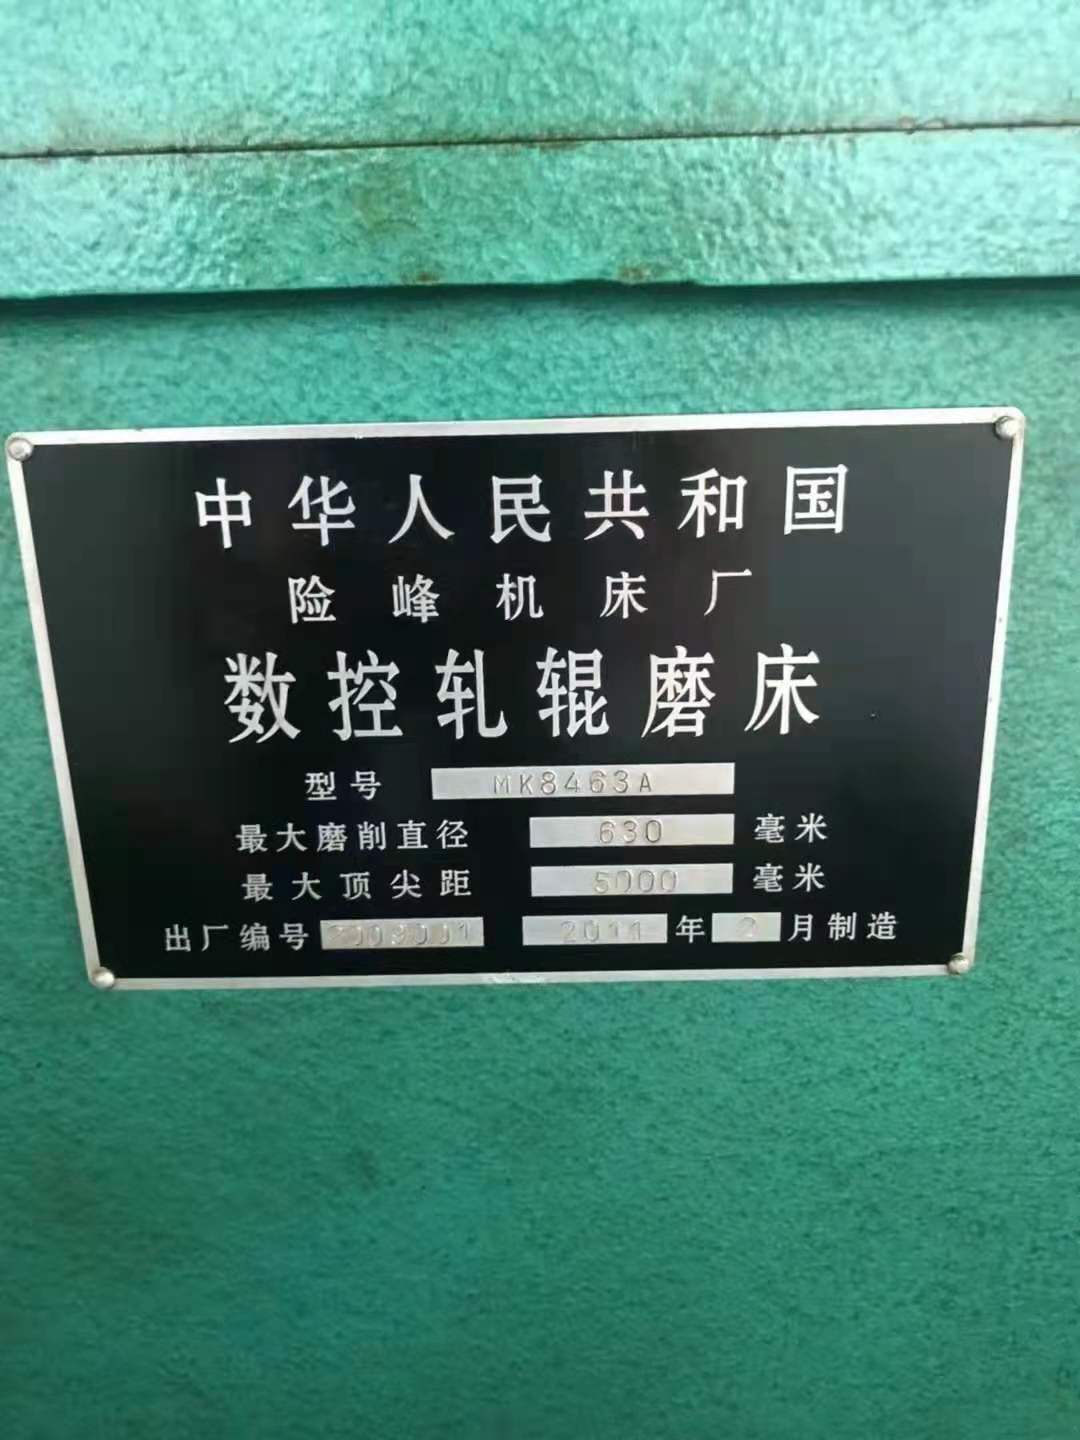 中华人民共和国
险峰机床厂
数控轧辊磨床
型号 MK8463A
最大磨削直径 630 毫米
最大顶尖距 5000 毫米
出厂编号 2011 年 2 月制造